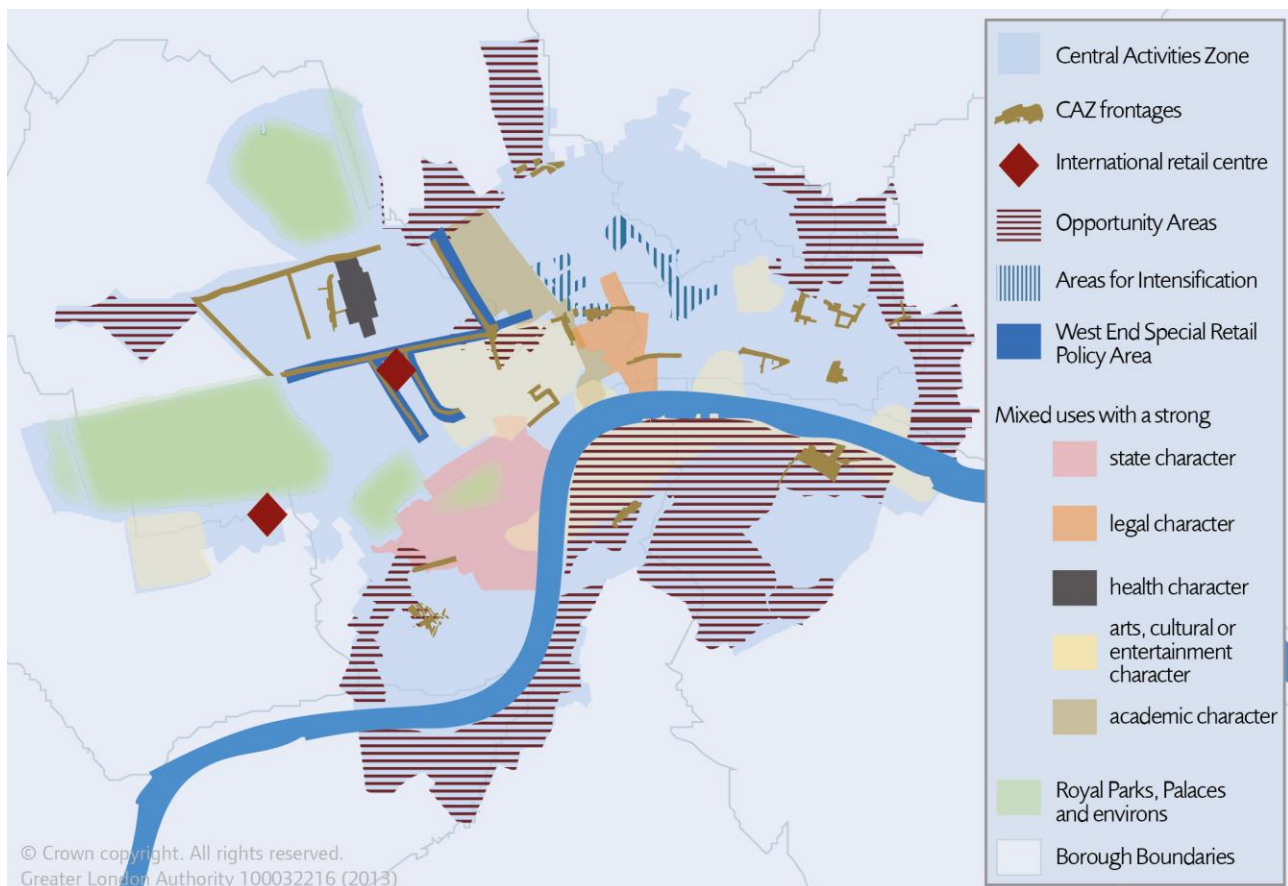 Central Activities Zone
CAZ frontages
International retail centre
Opportunity Areas
Areas for Intensification
West End Special Retail
Policy Area
Mixed uses with a strong
state character
legal character
health character
arts, cultural or
entertainment
character
academic character
Royal Parks, Palaces
and environs
Borough Boundaries
© Crown copyright. All rights reserved.
Greater London Authority 100032216 (2013)